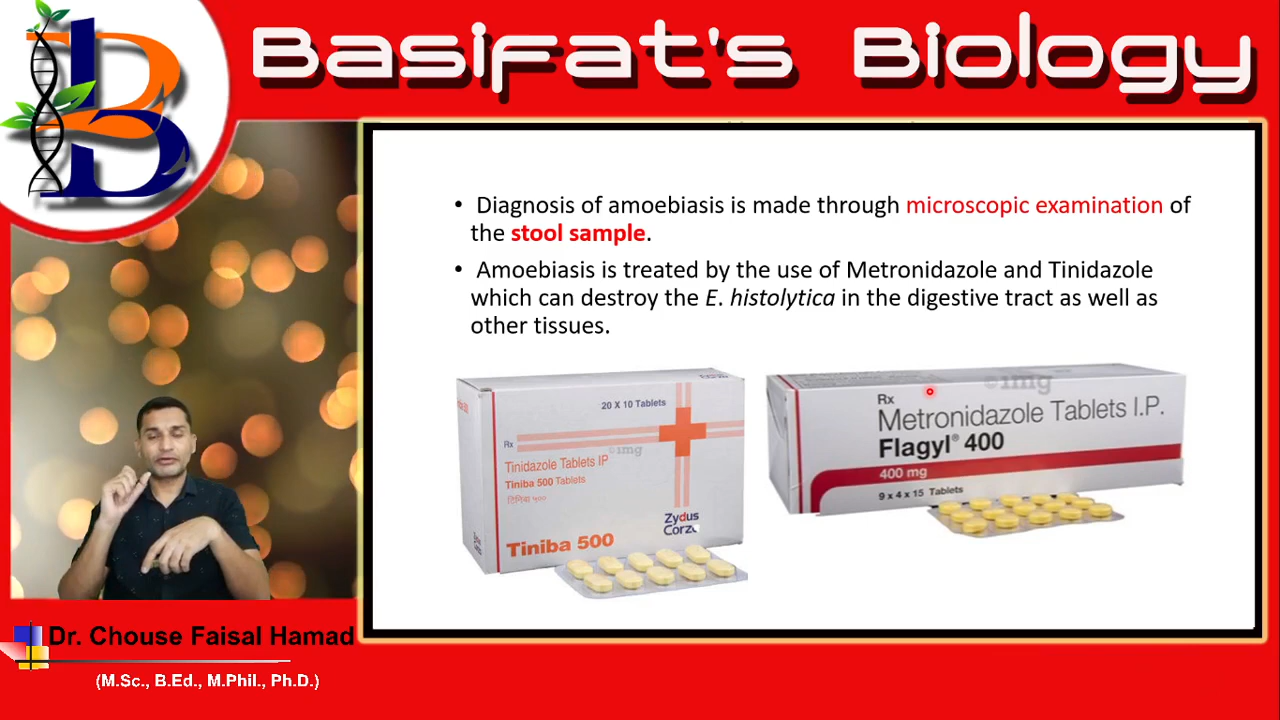 Basifat's Biology
B
• Diagnosis of amoebiasis is made through microscopic examination of
the stool sample.
• Amoebiasis is treated by the use of Metronidazole and Tinidazole
which can destroy the E. histolytica in the digestive tract as well as
other tissues.
20 X 10 Tablets
Rx
Tinidazole Tablets IP
Tiniba 500 Tablets
टिनिबा ५००
Zydus
Tiniba 500
1mg
1mg
Rx
Metronidazole Tablets I.P.
Flagyl® 400
400 mg
9 x 4 x 15 Tablets
Dr. Chouse Faisal Hamad
(M.Sc., B.Ed., M.Phil., Ph.D.)